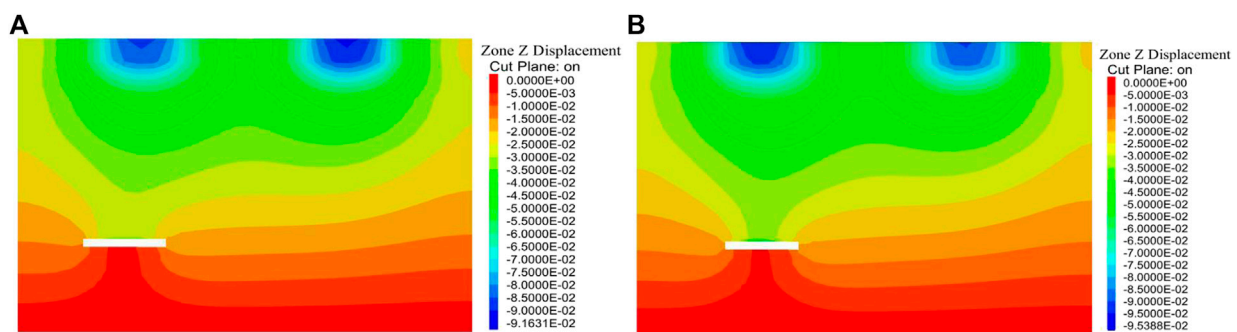 A
Zone Z Displacement
Cut Plane: on
0.0000E+00
-5.0000E-03
-1.0000E-02
-1.5000E-02
-2.0000E-02
-2.5000E-02
-3.0000E-02
-3.5000E-02
-4.0000E-02
-4.5000E-02
-5.0000E-02
-5.5000E-02
-6.0000E-02
-6.5000E-02
-7.0000E-02
-7.5000E-02
-8.0000E-02
-8.5000E-02
-9.0000E-02
-9.1631E-02
B
Zone Z Displacement
Cut Plane: on
0.0000E+00
-5.0000E-03
-1.0000E-02
-1.5000E-02
-2.0000E-02
-2.5000E-02
-3.0000E-02
-3.5000E-02
-4.0000E-02
-4.5000E-02
-5.0000E-02
-5.5000E-02
-6.0000E-02
-6.5000E-02
-7.0000E-02
-7.5000E-02
-8.0000E-02
-8.5000E-02
-9.0000E-02
-9.5000E-02
-9.5388E-02